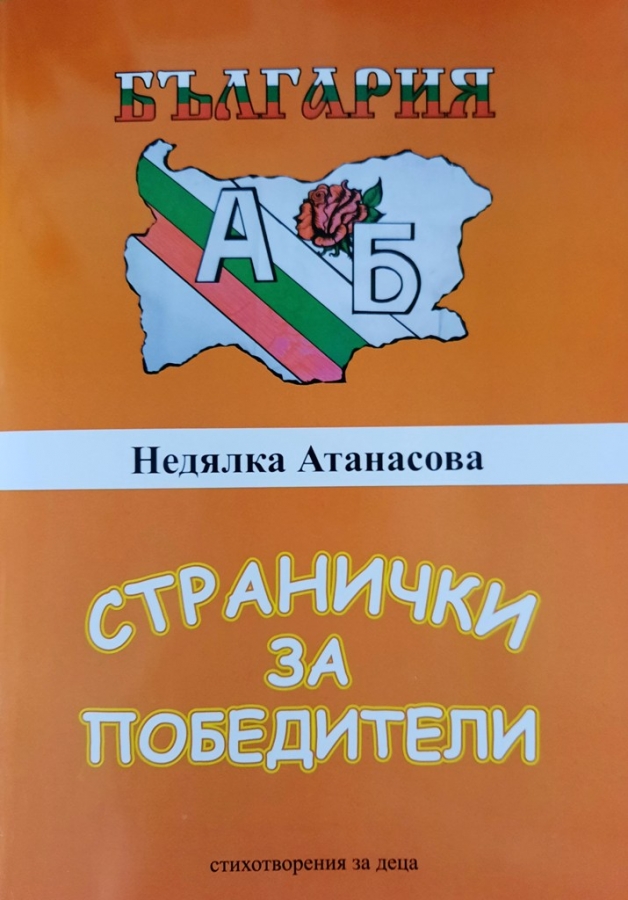 БЪЛГАРИЯ
А Б
Недялка Атанасова
СТРАНИЧКИ
ЗА
ПОБЕДИТЕЛИ
стихотворения за деца